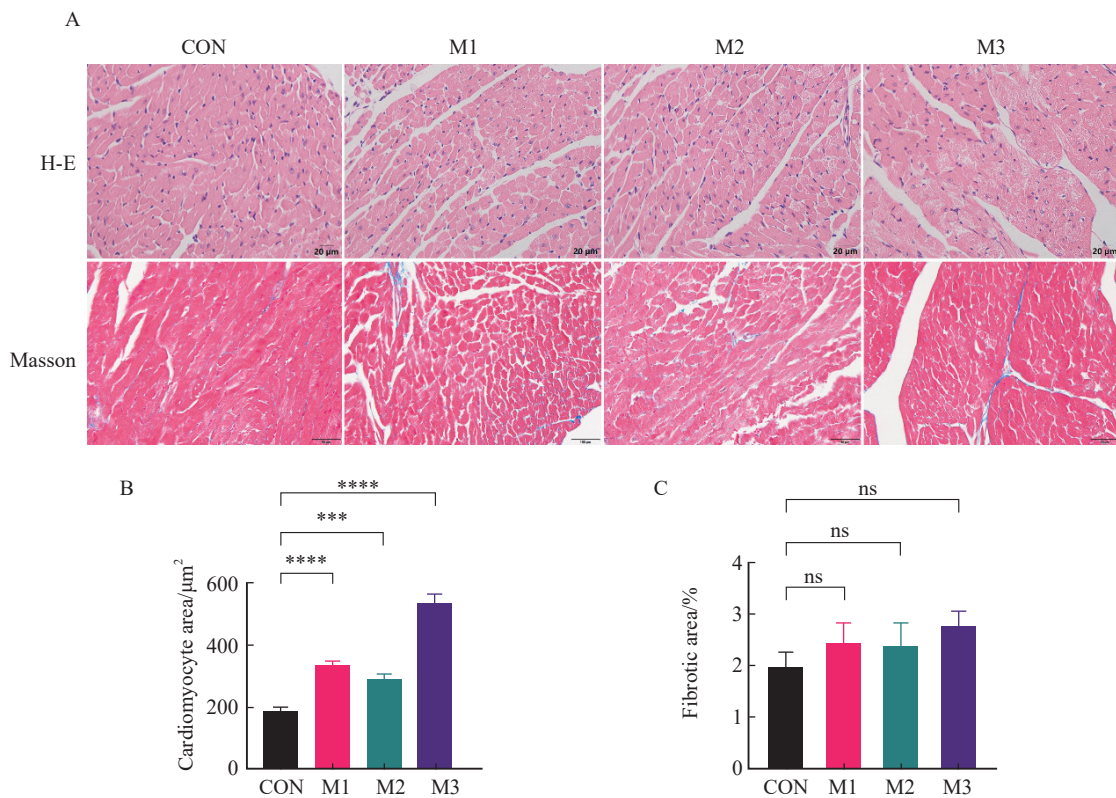 A
CON M1 M2 M3
H-E
20 μm 20 μm 20 μm 20 μm
Masson
B
****
***
****
Cardiomyocyte area/μm²
600
400
200
0
CON M1 M2 M3
C
ns
ns
ns
Fibrotic area/%
4
3
2
1
0
CON M1 M2 M3